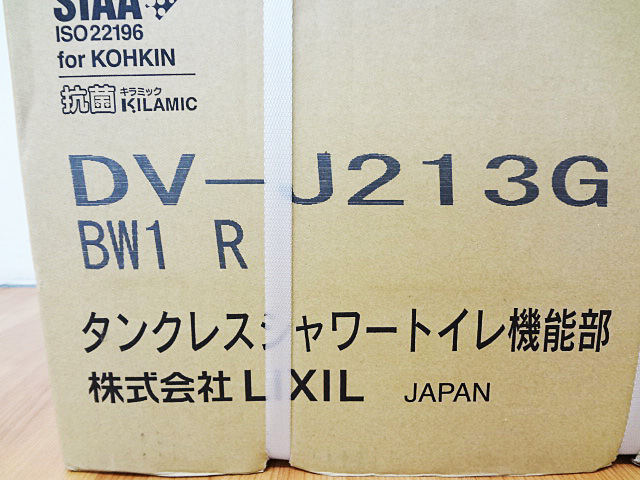 SIAA
ISO22196
for KOHKIN
抗菌 キラミック KILAMIC
DV-J213G
BW1 R
タンクレスシャワートイレ機能部
株式会社 LIXIL JAPAN